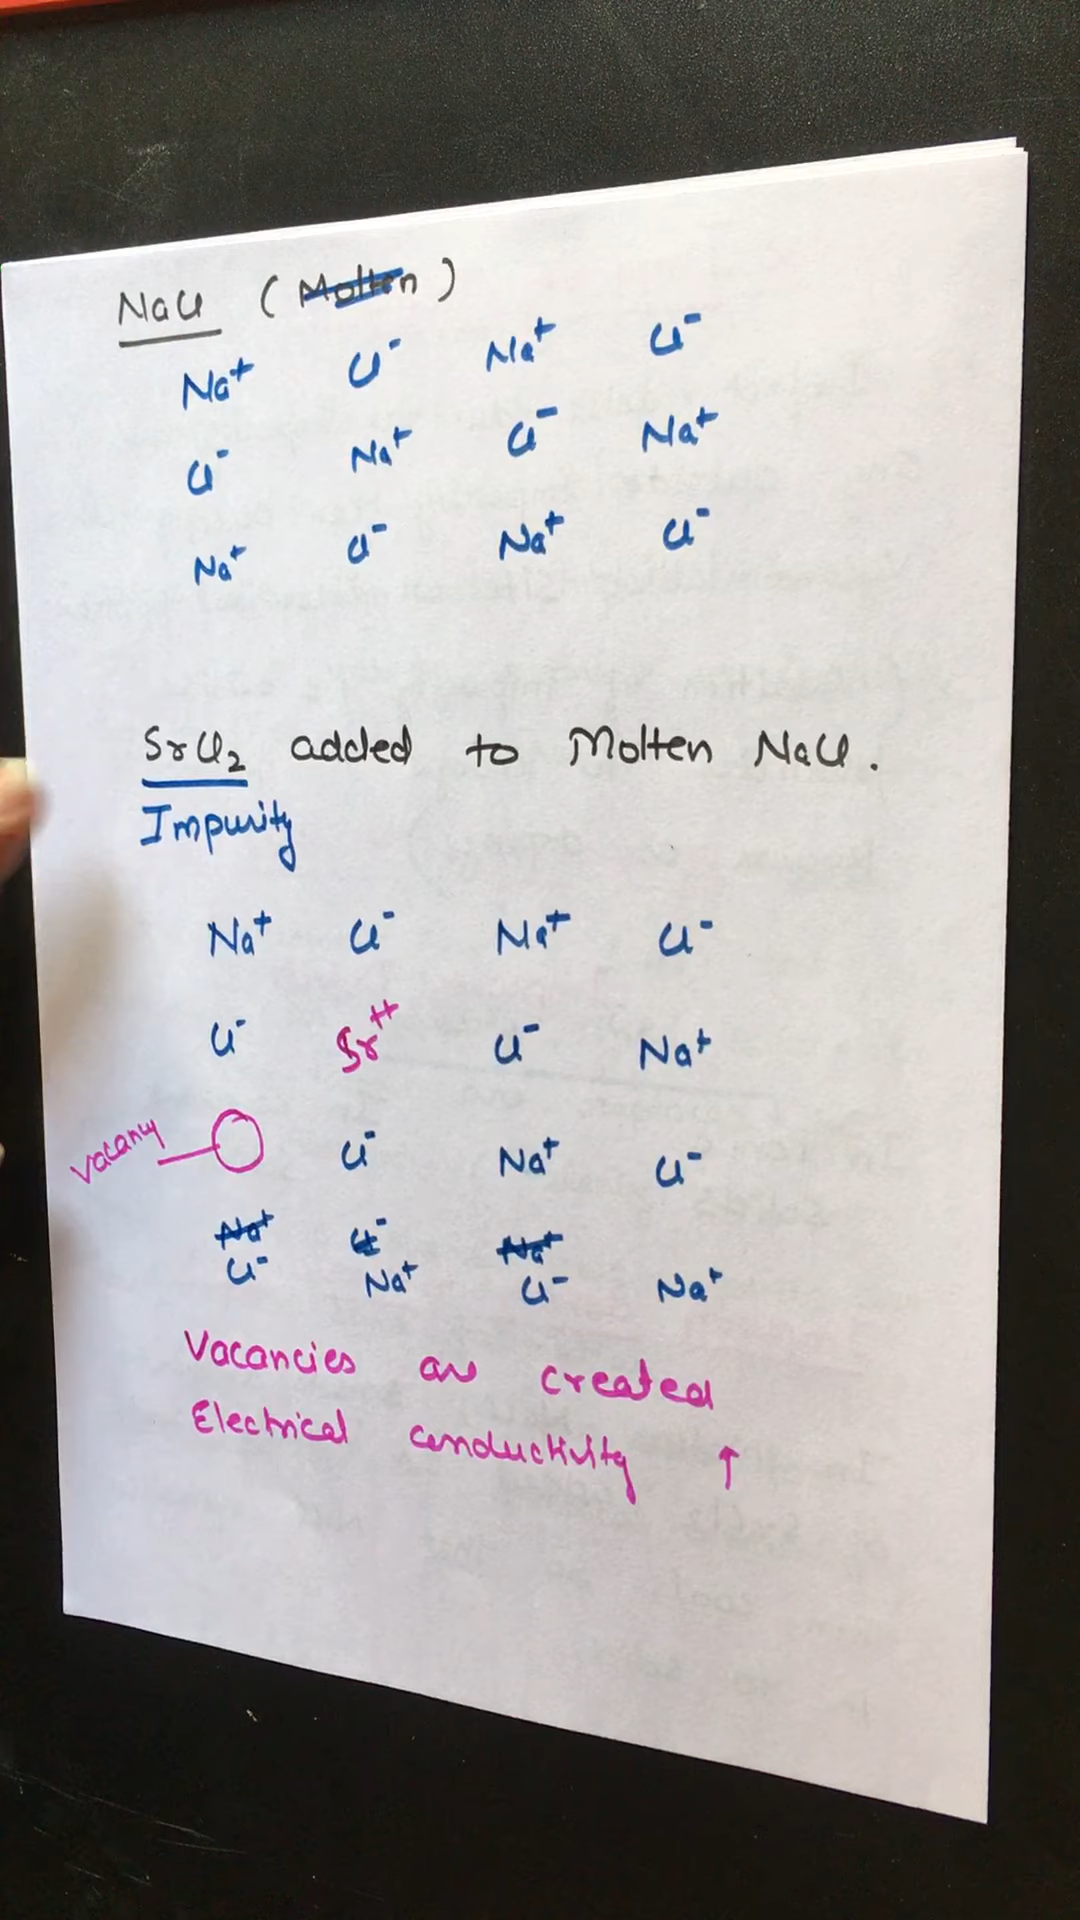 NaCl (Molten)
Na⁺ Cl⁻ Na⁺ Cl⁻
Cl⁻ Na⁺ Cl⁻ Na⁺
Na⁺ Cl⁻ Na⁺ Cl⁻
SrCl₂ added to Molten NaCl.
Impurity
Na⁺ Cl⁻ Na⁺ Cl⁻
Cl⁻ Sr⁺⁺ Cl⁻ Na⁺
Vacany Cl⁻ Na⁺ Cl⁻
Na⁺ Cl⁻ Na⁺
Cl⁻ Na⁺ Cl⁻ Na⁺
Vacancies are created
Electrical conductivity ↑